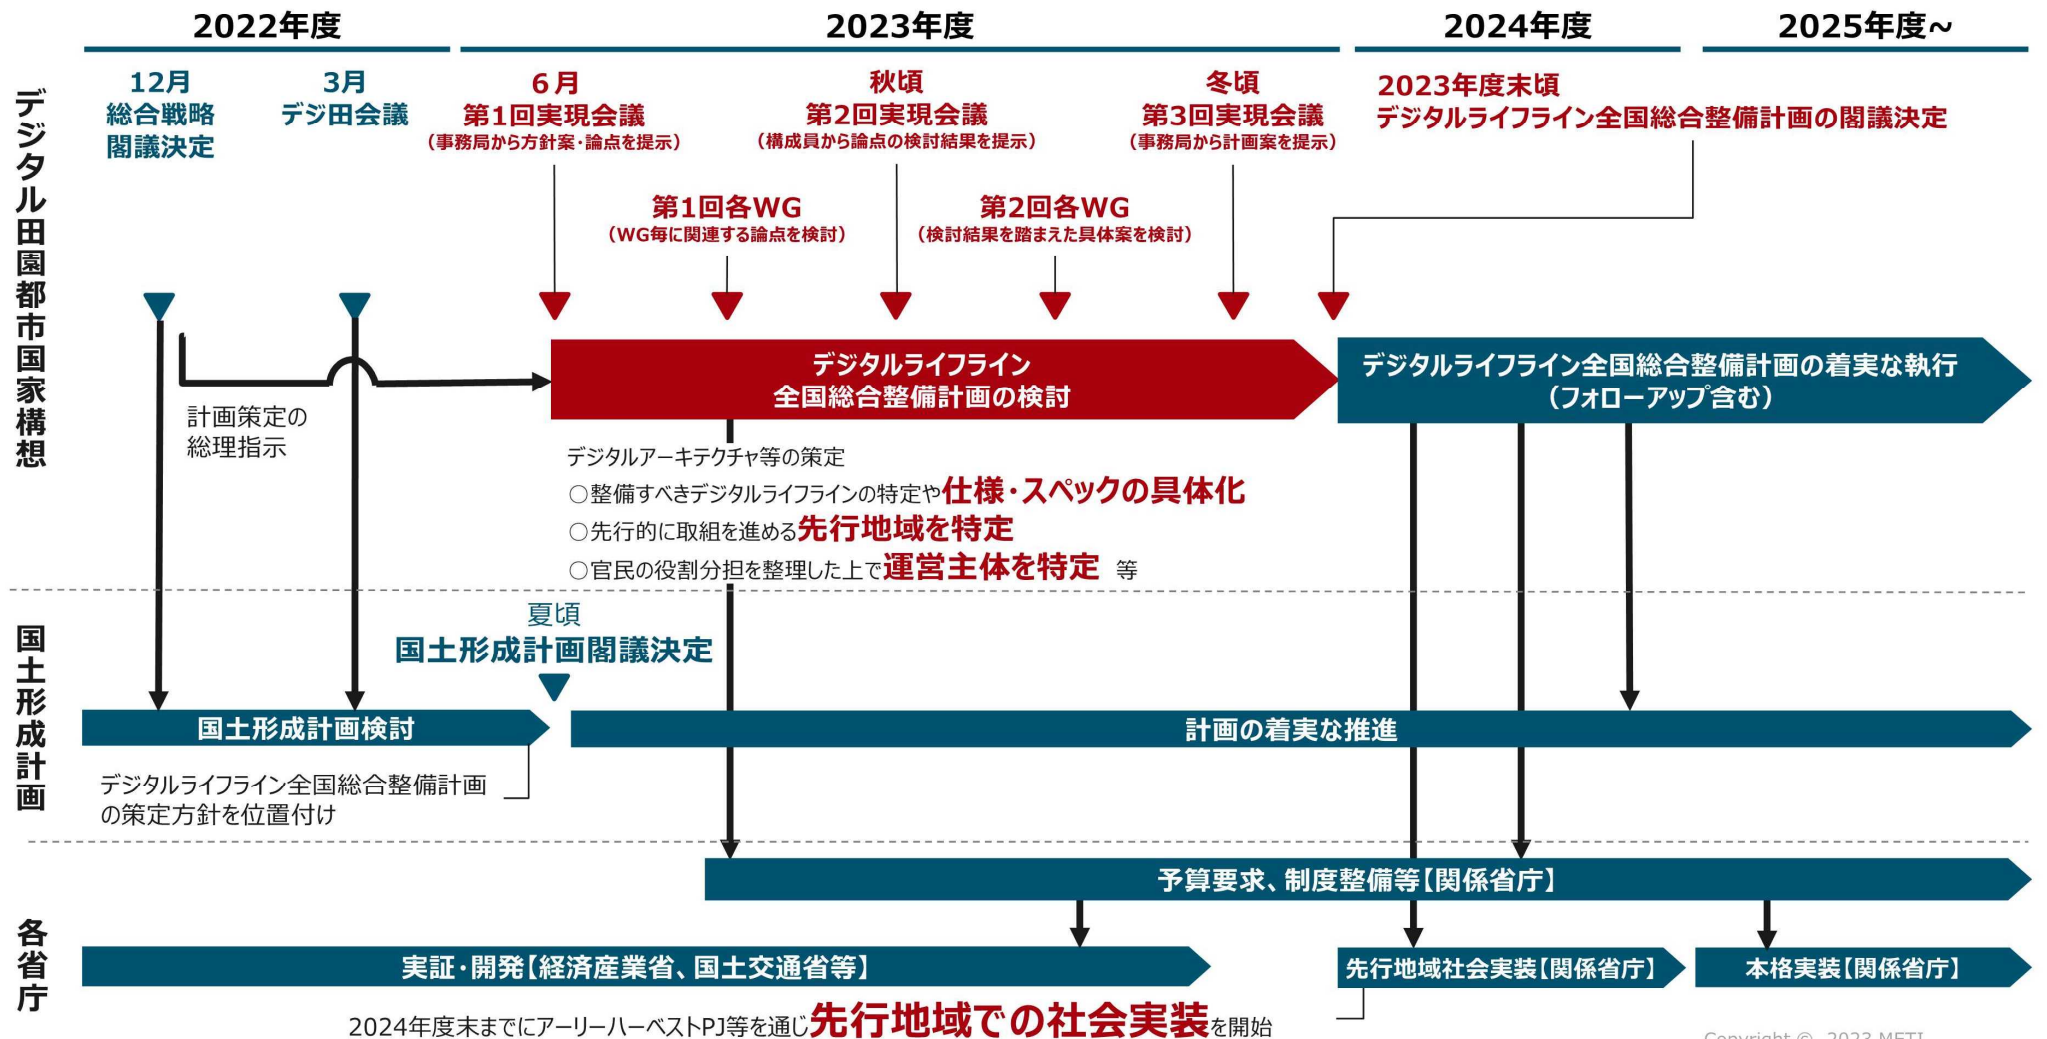 2022年度
2023年度
2024年度
2025年度~
デジタル田園都市国家構想
12月
総合戦略
閣議決定
3月
デジ田会議
６月
第1回実現会議
（事務局から方針案・論点を提示）
秋頃
第2回実現会議
（構成員から論点の検討結果を提示）
冬頃
第3回実現会議
（事務局から計画案を提示）
2023年度末頃
デジタルライフライン全国総合整備計画の閣議決定
第1回各WG
（WG毎に関連する論点を検討）
第2回各WG
（検討結果を踏まえた具体案を検討）
計画策定の
総理指示
デジタルライフライン
全国総合整備計画の検討
デジタルライフライン全国総合整備計画の着実な執行
（フォローアップ含む）
デジタルアーキテクチャ等の策定
○整備すべきデジタルライフラインの特定や仕様・スペックの具体化
○先行的に取組を進める先行地域を特定
○官民の役割分担を整理した上で運営主体を特定 等
国土形成計画
夏頃
国土形成計画閣議決定
国土形成計画検討
計画の着実な推進
デジタルライフライン全国総合整備計画
の策定方針を位置付け
各省庁
予算要求、制度整備等【関係省庁】
実証・開発【経済産業省、国土交通省等】
先行地域社会実装【関係省庁】
本格実装【関係省庁】
2024年度末までにアーリーハーベストPJ等を通じ先行地域での社会実装を開始
Copyright © 2023 METI